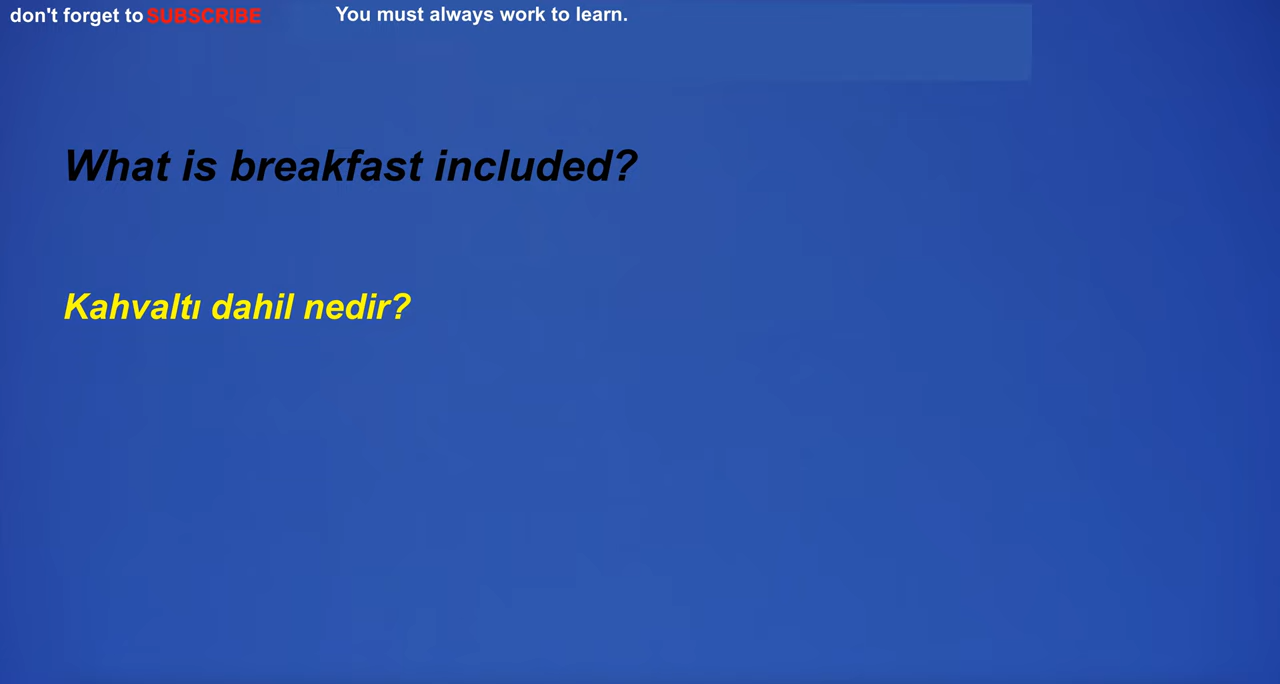 don't forget to SUBSCRIBE You must always work to learn.
What is breakfast included?
Kahvaltı dahil nedir?